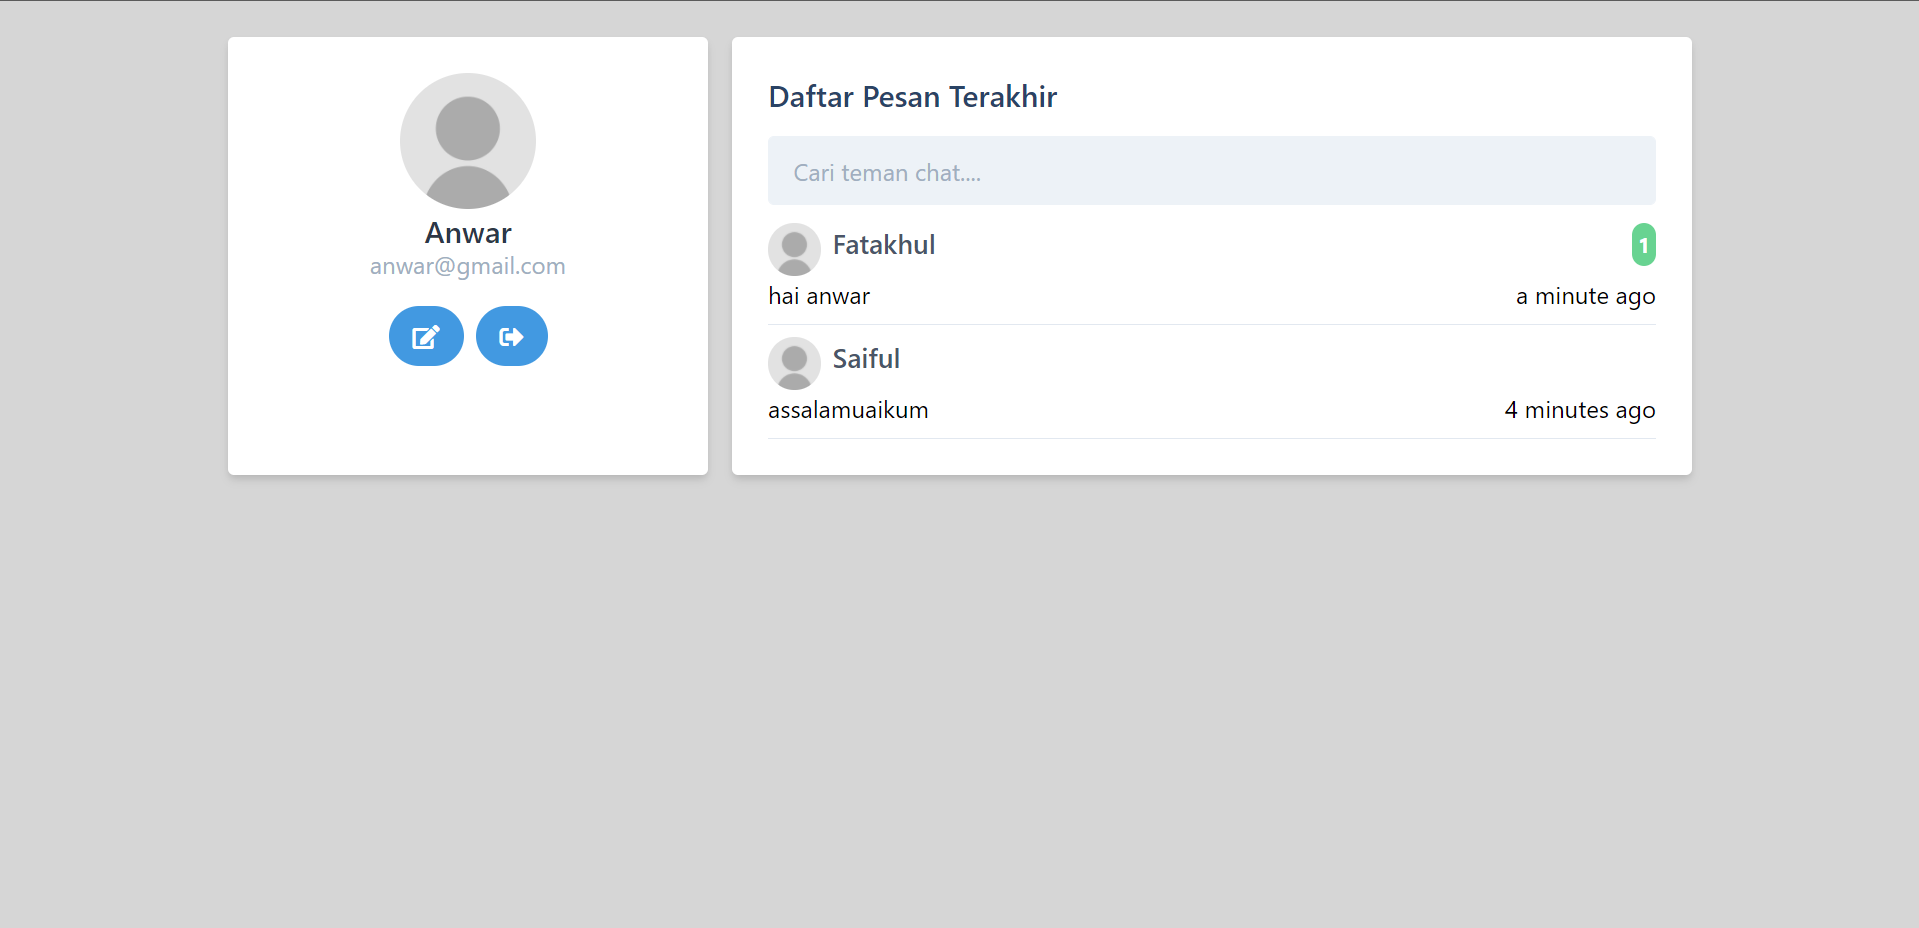 Anwar
anwar@gmail.com
Daftar Pesan Terakhir
Cari teman chat....
Fatakhul
1
hai anwar
a minute ago
Saiful
assalamuaikum
4 minutes ago